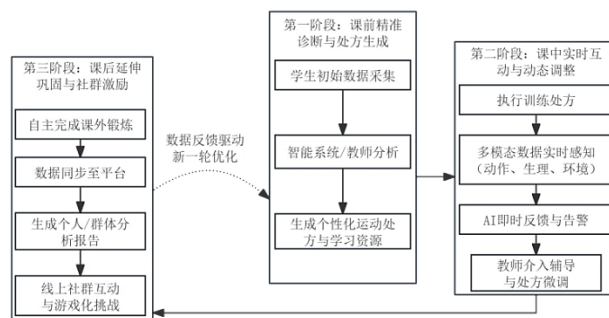 第三阶段：课后延伸
巩固与社群激励
自主完成课外锻炼
数据同步至平台
生成个人/群体分
析报告
线上社群互动
与游戏化挑战
数据反馈驱动
新一轮优化
第一阶段：课前精准
诊断与处方生成
学生初始数据采集
智能系统/教师分析
生成个性化运动处
方与学习资源
第二阶段：课中实时互
动与动态调整
执行训练处方
多模态数据实时感知
（动作、生理、环境）
AI即时反馈与告警
教师介入辅导
与处方微调